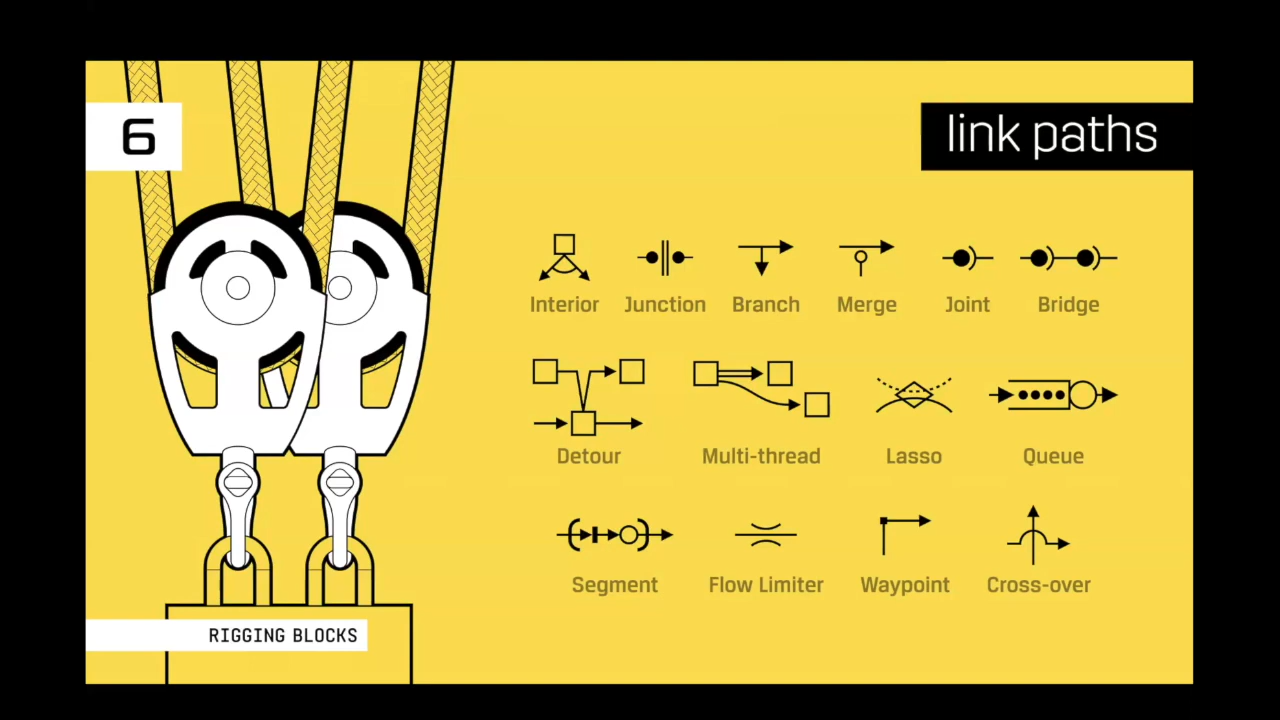 6
link paths
Interior Junction Branch Merge Joint Bridge
Detour Multi-thread Lasso Queue
Segment Flow Limiter Waypoint Cross-over
RIGGING BLOCKS